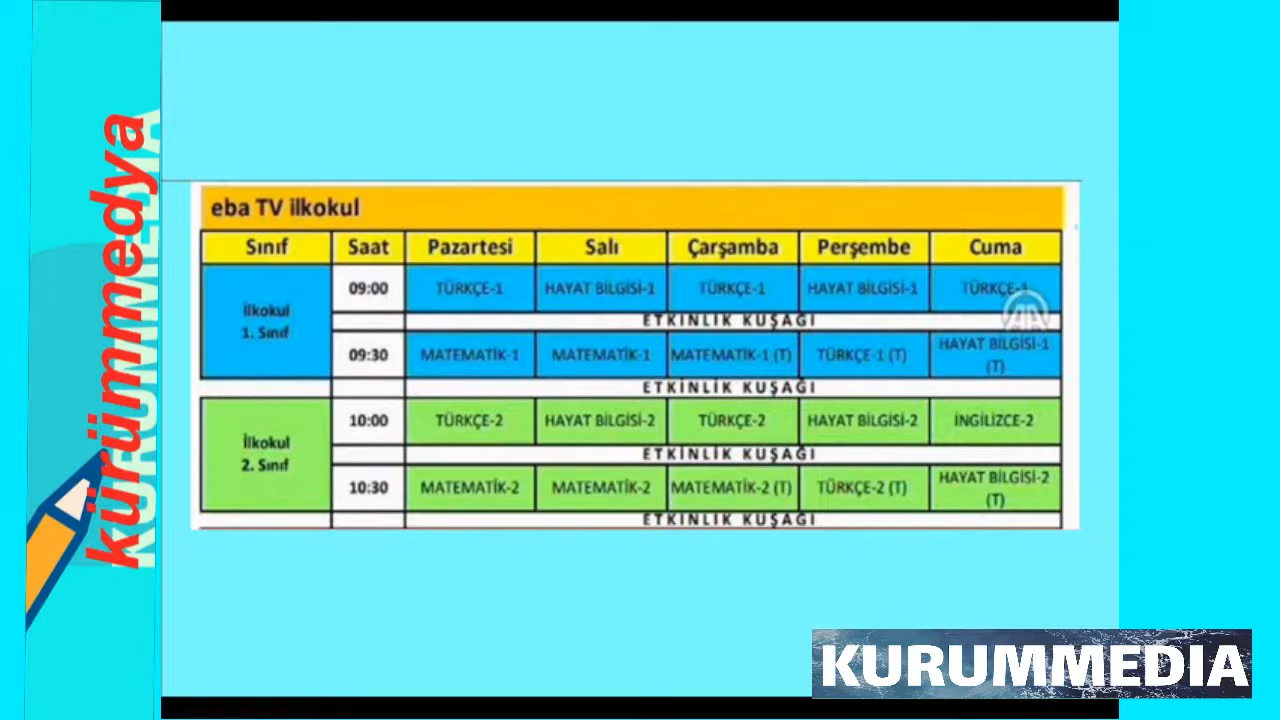 kürümmedya
KURUMMEDIA
eba TV ilkokul
Sınıf Saat Pazartesi Salı Çarşamba Perşembe Cuma
İlkokul
1. Sınıf
09:00 TÜRKÇE-1 HAYAT BİLGİSİ-1 TÜRKÇE-1 HAYAT BİLGİSİ-1 TÜRKÇE-1
AA
ETKİNLİK KUŞAĞI
09:30 MATEMATİK-1 MATEMATİK-1 MATEMATİK-1 (T) TÜRKÇE-1 (T) HAYAT BİLGİSİ-1
(T)
ETKİNLİK KUŞAĞI
İlkokul
2. Sınıf
10:00 TÜRKÇE-2 HAYAT BİLGİSİ-2 TÜRKÇE-2 HAYAT BİLGİSİ-2 İNGİLİZCE-2
ETKİNLİK KUŞAĞI
10:30 MATEMATİK-2 MATEMATİK-2 MATEMATİK-2 (T) TÜRKÇE-2 (T) HAYAT BİLGİSİ-2
(T)
ETKİNLİK KUŞAĞI
KURUMMEDIA